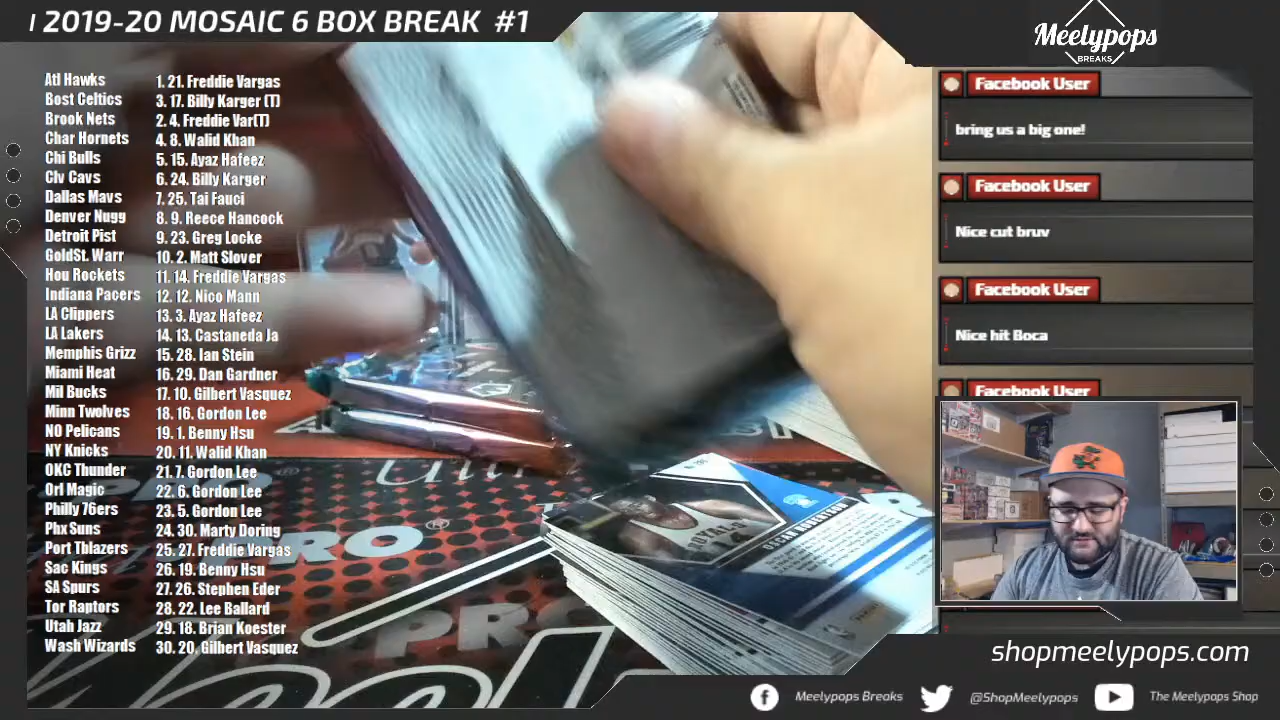 2019-20 MOSAIC 6 BOX BREAK #1
Meelypops
BREAKS
Atl Hawks 1. 21. Freddie Vargas
Bost Celtics 3. 17. Billy Karger (T)
Brook Nets 2. 4. Freddie Var(T)
Char Hornets 4. 8. Walid Khan
Chi Bulls 5. 15. Ayaz Hafeez
Clv Cavs 6. 24. Billy Karger
Dallas Mavs 7. 25. Tai Fauci
Denver Nugg 8. 9. Reece Hancock
Detroit Pist 9. 23. Greg Locke
GoldSt. Warr 10. 2. Matt Slover
Hou Rockets 11. 14. Freddie Vargas
Indiana Pacers 12. 12. Nico Mann
LA Clippers 13. 3. Ayaz Hafeez
LA Lakers 14. 13. Castaneda Ja
Memphis Grizz 15. 28. Ian Stein
Miami Heat 16. 29. Dan Gardner
Mil Bucks 17. 10. Gilbert Vasquez
Minn Twolves 18. 16. Gordon Lee
NO Pelicans 19. 1. Benny Hsu
NY Knicks 20. 11. Walid Khan
OKC Thunder 21. 7. Gordon Lee
Orl Magic 22. 6. Gordon Lee
Philly 76ers 23. 5. Gordon Lee
Phx Suns 24. 30. Marty Doring
Port Tblazers 25. 27. Freddie Vargas
Sac Kings 26. 19. Benny Hsu
SA Spurs 27. 26. Stephen Eder
Tor Raptors 28. 22. Lee Ballard
Utah Jazz 29. 18. Brian Koester
Wash Wizards 30. 20. Gilbert Vasquez
Facebook User
bring us a big one!
Facebook User
Nice cut bruv
Facebook User
Nice hit Boca
Facebook User
OSCAR ROBERTSON
PRO
PRO
shopmeelypops.com
Meelypops Breaks
@ShopMeelypops
The Meelypops Shop